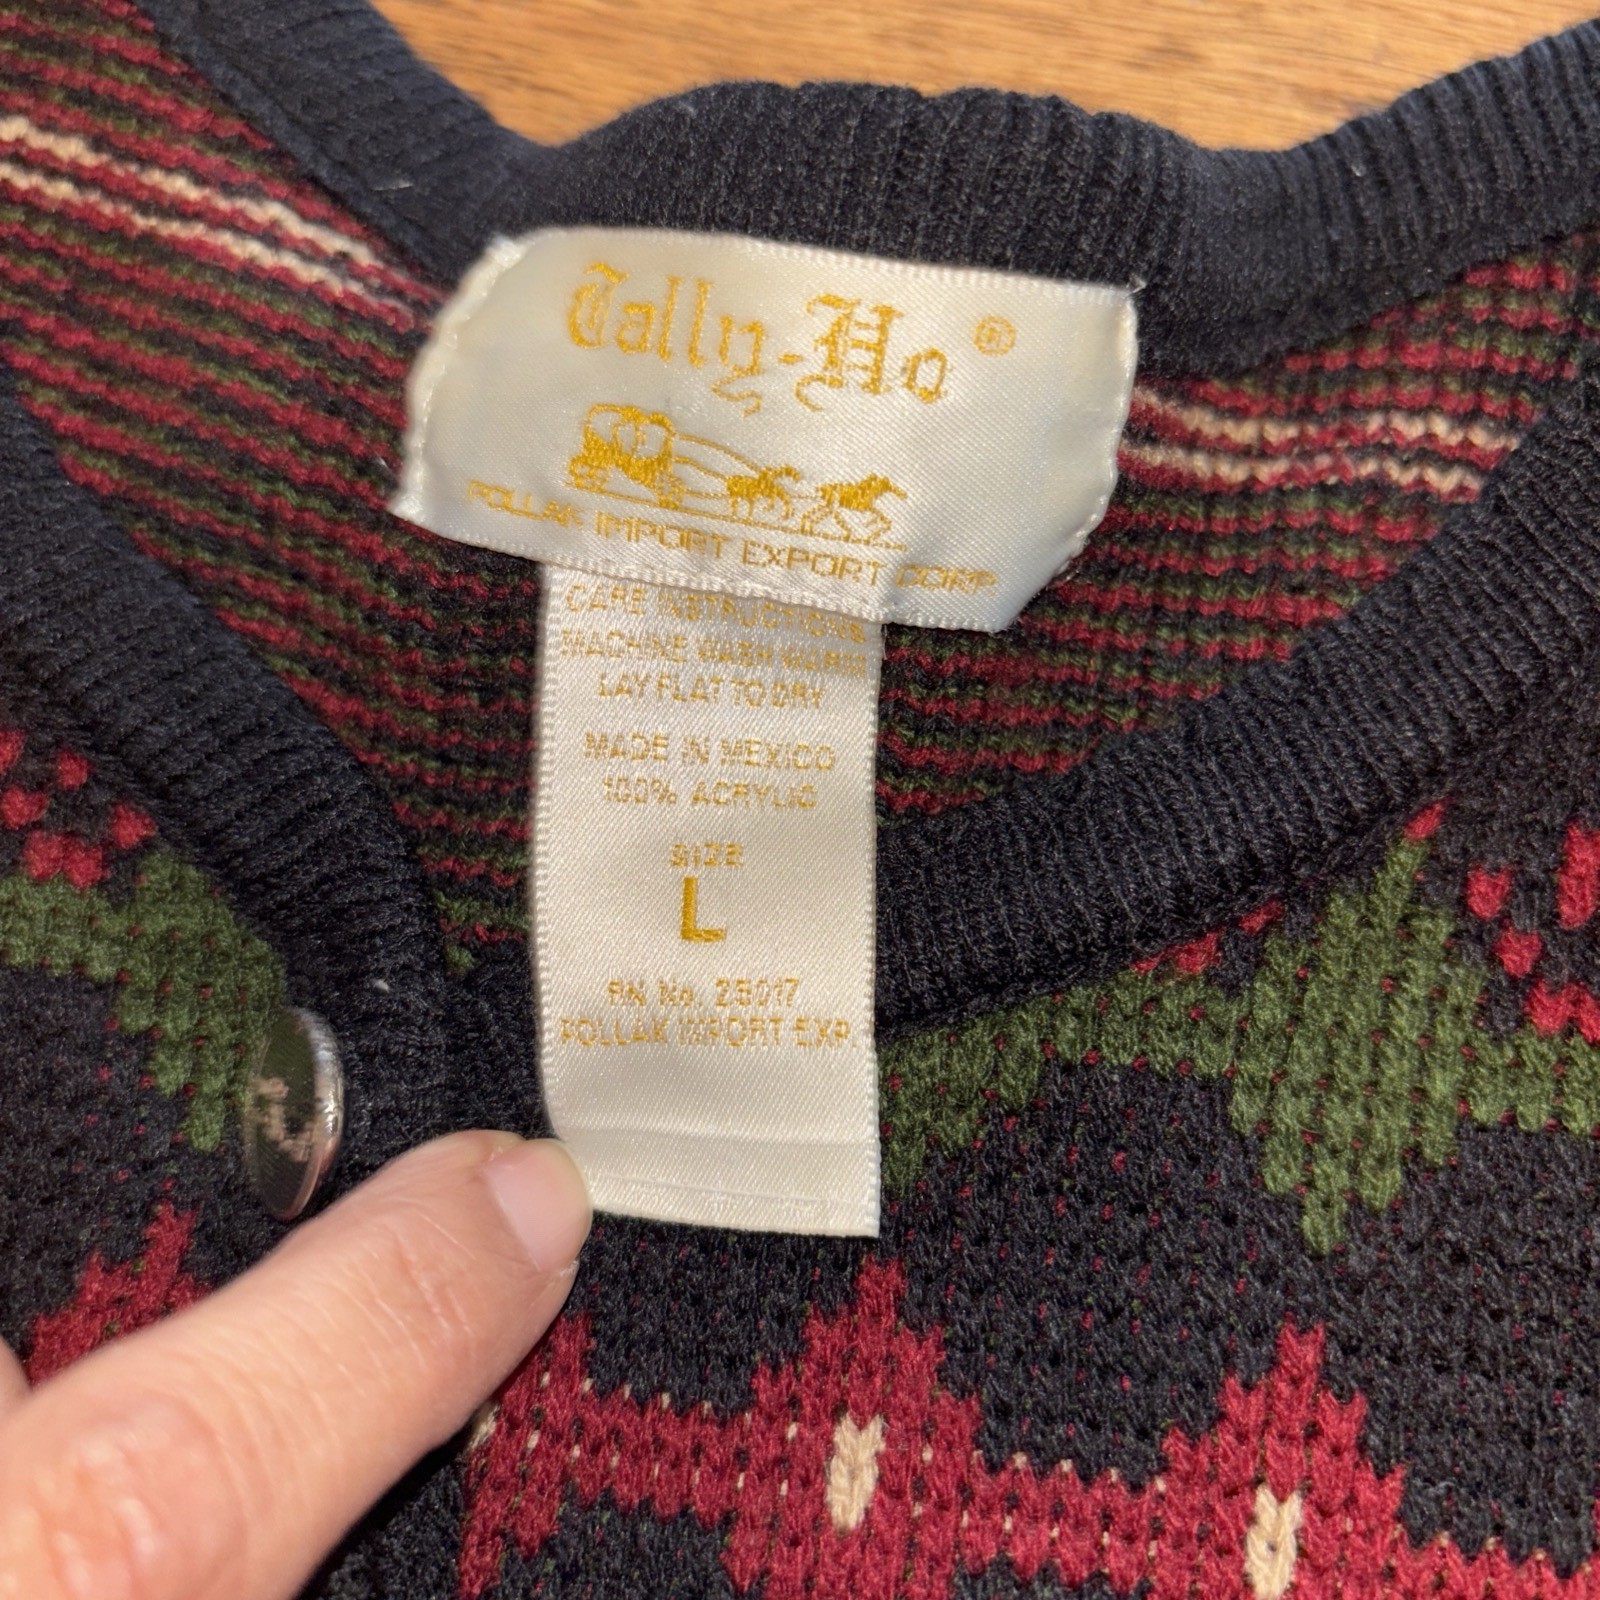 Tally-Ho ®
POLLAK IMPORT EXPORT CORP
CARE INSTRUCTIONS
MACHINE WASH WARM
LAY FLAT TO DRY
MADE IN MEXICO
100% ACRYLIC
SIZE
L
RN No. 28017
POLLAK IMPORT EXP.